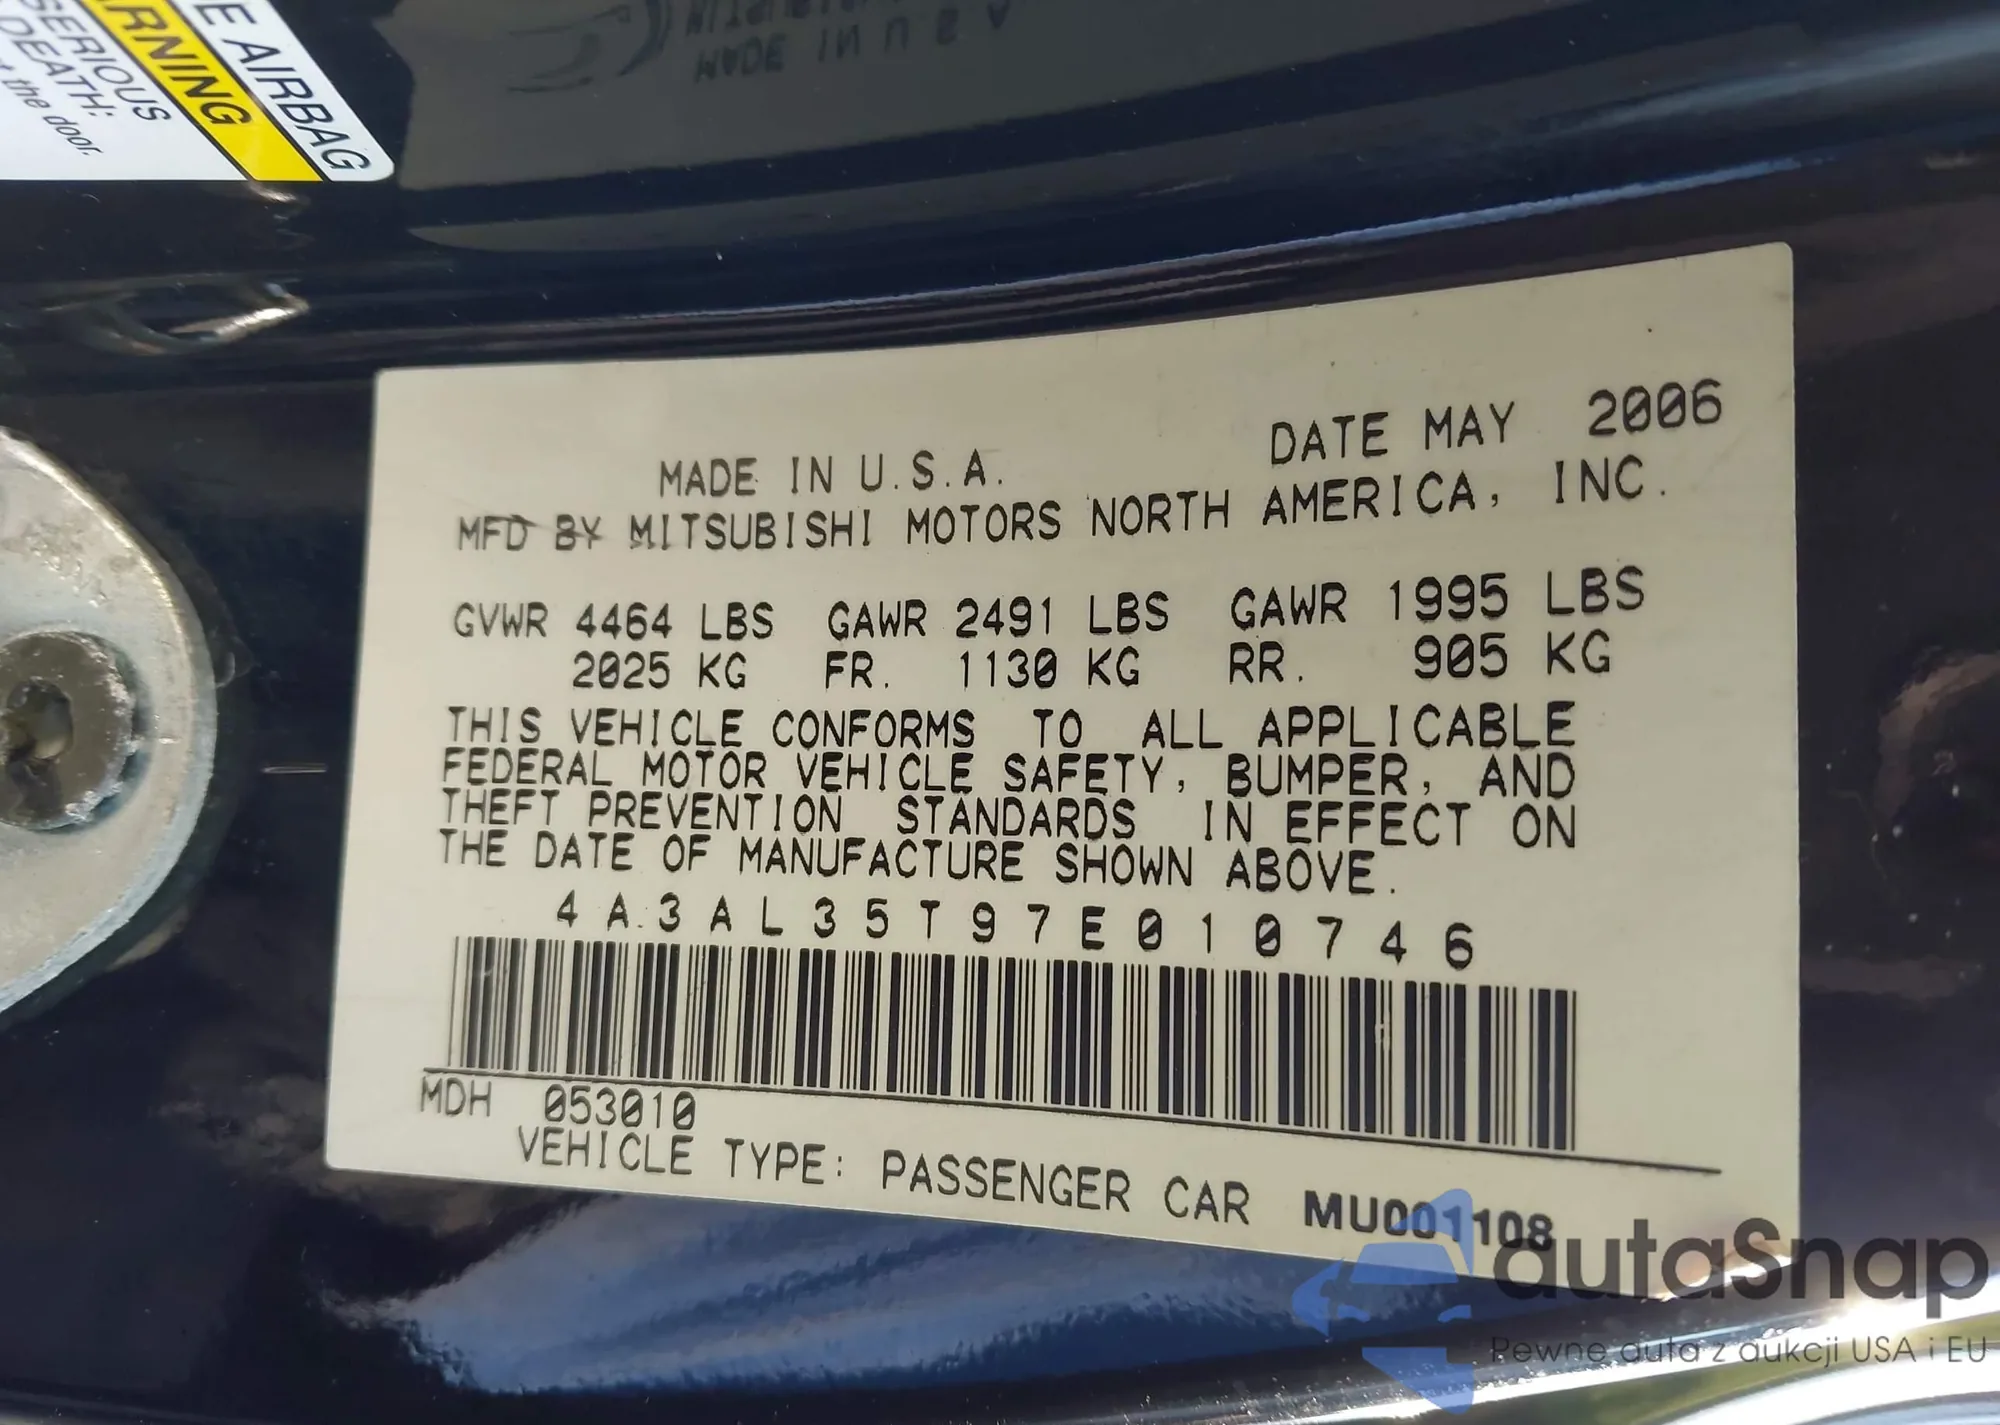 E AIRBAG
RNING
SERIOUS
DEATH:
the door.
MADE IN U.S.A.
DATE MAY 2006
MFD BY MITSUBISHI MOTORS NORTH AMERICA, INC.
GVWR 4464 LBS GAWR 2491 LBS GAWR 1995 LBS
2025 KG FR. 1130 KG RR. 905 KG
THIS VEHICLE CONFORMS TO ALL APPLICABLE
FEDERAL MOTOR VEHICLE SAFETY, BUMPER, AND
THEFT PREVENTION STANDARDS IN EFFECT ON
THE DATE OF MANUFACTURE SHOWN ABOVE.
4A3AL35T97E010746
MDH 053010
VEHICLE TYPE: PASSENGER CAR MU001108
autaSnap
Pewne auta z aukcji USA i EU